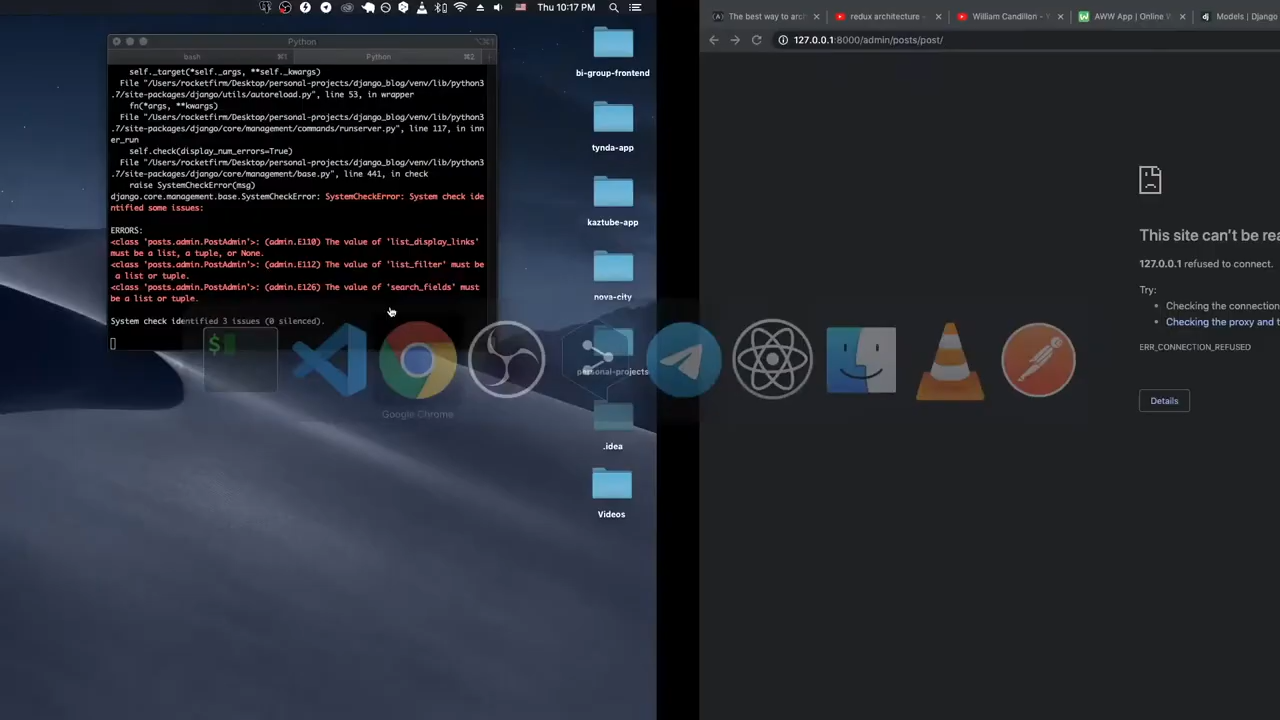 Thu 10:17 PM
Python
bash ⌘1 Python ⌘2
self._target(*self._args, **self._kwargs)
File "/Users/rocketfirm/Desktop/personal-projects/django_blog/venv/lib/python3
.7/site-packages/django/utils/autoreload.py", line 53, in wrapper
fn(*args, **kwargs)
File "/Users/rocketfirm/Desktop/personal-projects/django_blog/venv/lib/python3
.7/site-packages/django/core/management/commands/runserver.py", line 117, in inn
er_run
self.check(display_num_errors=True)
File "/Users/rocketfirm/Desktop/personal-projects/django_blog/venv/lib/python3
.7/site-packages/django/core/management/base.py", line 441, in check
raise SystemCheckError(msg)
django.core.management.base.SystemCheckError: SystemCheckError: System check ide
ntified some issues:
ERRORS:
<class 'posts.admin.PostAdmin'>: (admin.E110) The value of 'list_display_links'
must be a list, a tuple, or None.
<class 'posts.admin.PostAdmin'>: (admin.E112) The value of 'list_filter' must be
a list or tuple.
<class 'posts.admin.PostAdmin'>: (admin.E126) The value of 'search_fields' must
be a list or tuple.
System check identified 3 issues (0 silenced).
bi-group-frontend
tynda-app
kaztube-app
nova-city
personal-projects
.idea
Videos
Google Chrome
The best way to arc
redux architecture -
William Candillon -
AWW App | Online
Models | Django
127.0.0.1:8000/admin/posts/post/
This site can't be rea
127.0.0.1 refused to connect.
Try:
Checking the connection
Checking the proxy and t
ERR_CONNECTION_REFUSED
Details